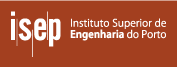 isep
Instituto Superior de
Engenharia do Porto